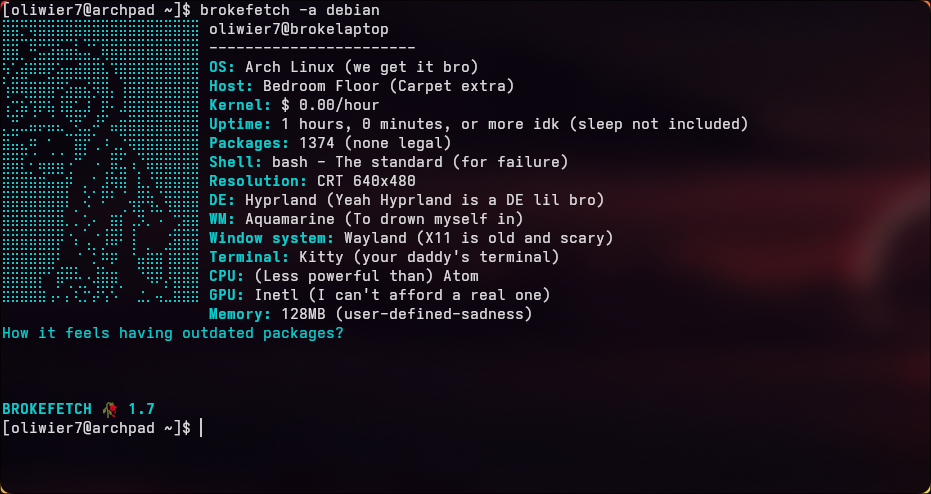 [oliwier7@archpad ~]$ brokefetch -a debian
oliwier7@brokelaptop
-----------------------
OS: Arch Linux (we get it bro)
Host: Bedroom Floor (Carpet extra)
Kernel: $ 0.00/hour
Uptime: 1 hours, 0 minutes, or more idk (sleep not included)
Packages: 1374 (none legal)
Shell: bash - The standard (for failure)
Resolution: CRT 640x480
DE: Hyprland (Yeah Hyprland is a DE lil bro)
WM: Aquamarine (To drown myself in)
Window system: Wayland (X11 is old and scary)
Terminal: Kitty (your daddy's terminal)
CPU: (Less powerful than) Atom
GPU: Inetl (I can't afford a real one)
Memory: 128MB (user-defined-sadness)
How it feels having outdated packages?
BROKEFETCH 🥀 1.7
[oliwier7@archpad ~]$